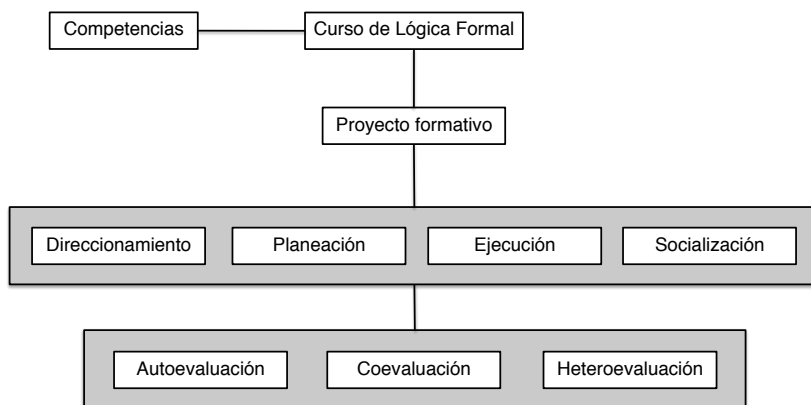 Competencias
Curso de Lógica Formal
Proyecto formativo
Direccionamiento
Planeación
Ejecución
Socialización
Autoevaluación
Coevaluación
Heteroevaluación